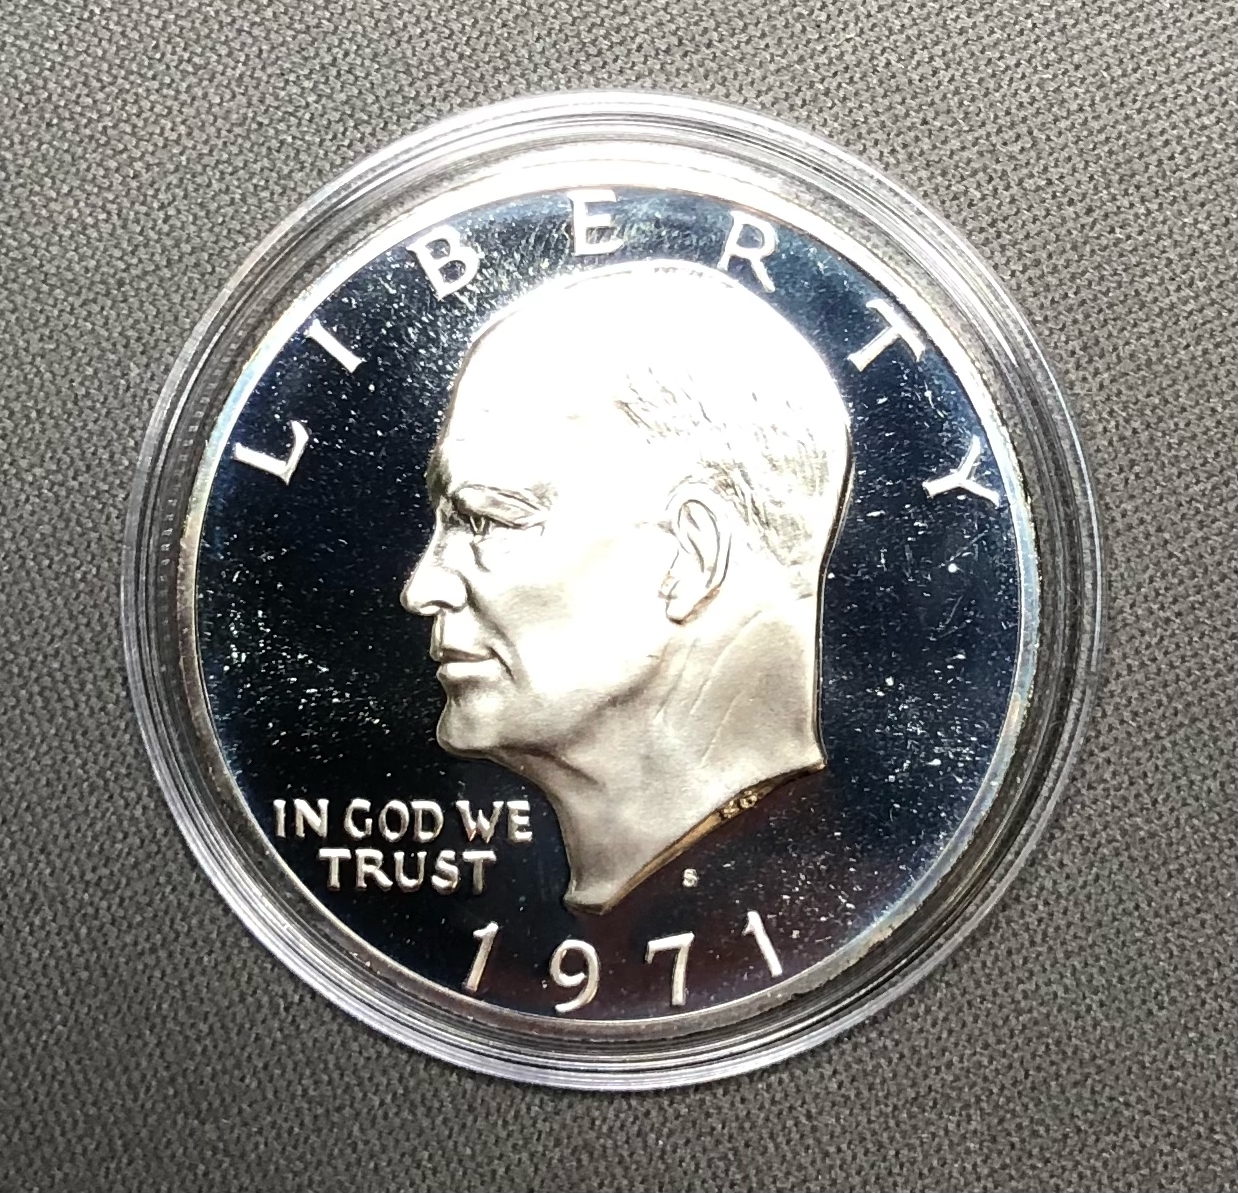 LIBERTY
IN GOD WE
TRUST
S
1971